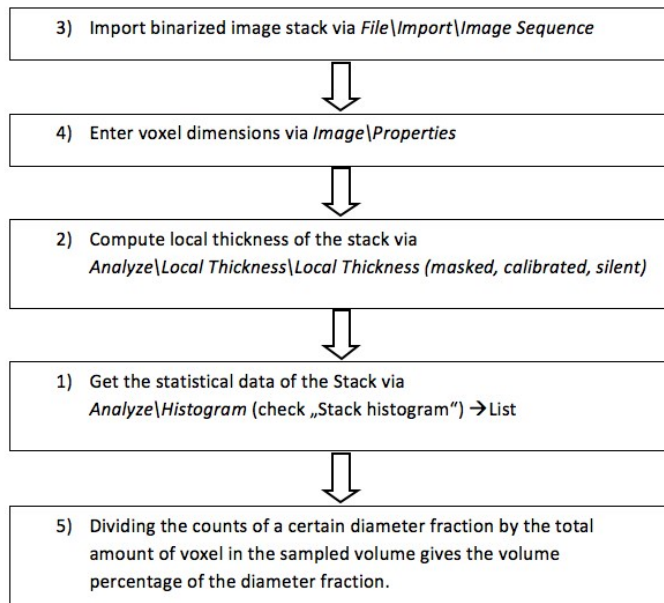 3) Import binarized image stack via File\Import\Image Sequence
4) Enter voxel dimensions via Image\Properties
2) Compute local thickness of the stack via
Analyze\Local Thickness\Local Thickness (masked, calibrated, silent)
1) Get the statistical data of the Stack via
Analyze\Histogram (check „Stack histogram“) →List
5) Dividing the counts of a certain diameter fraction by the total
amount of voxel in the sampled volume gives the volume
percentage of the diameter fraction.